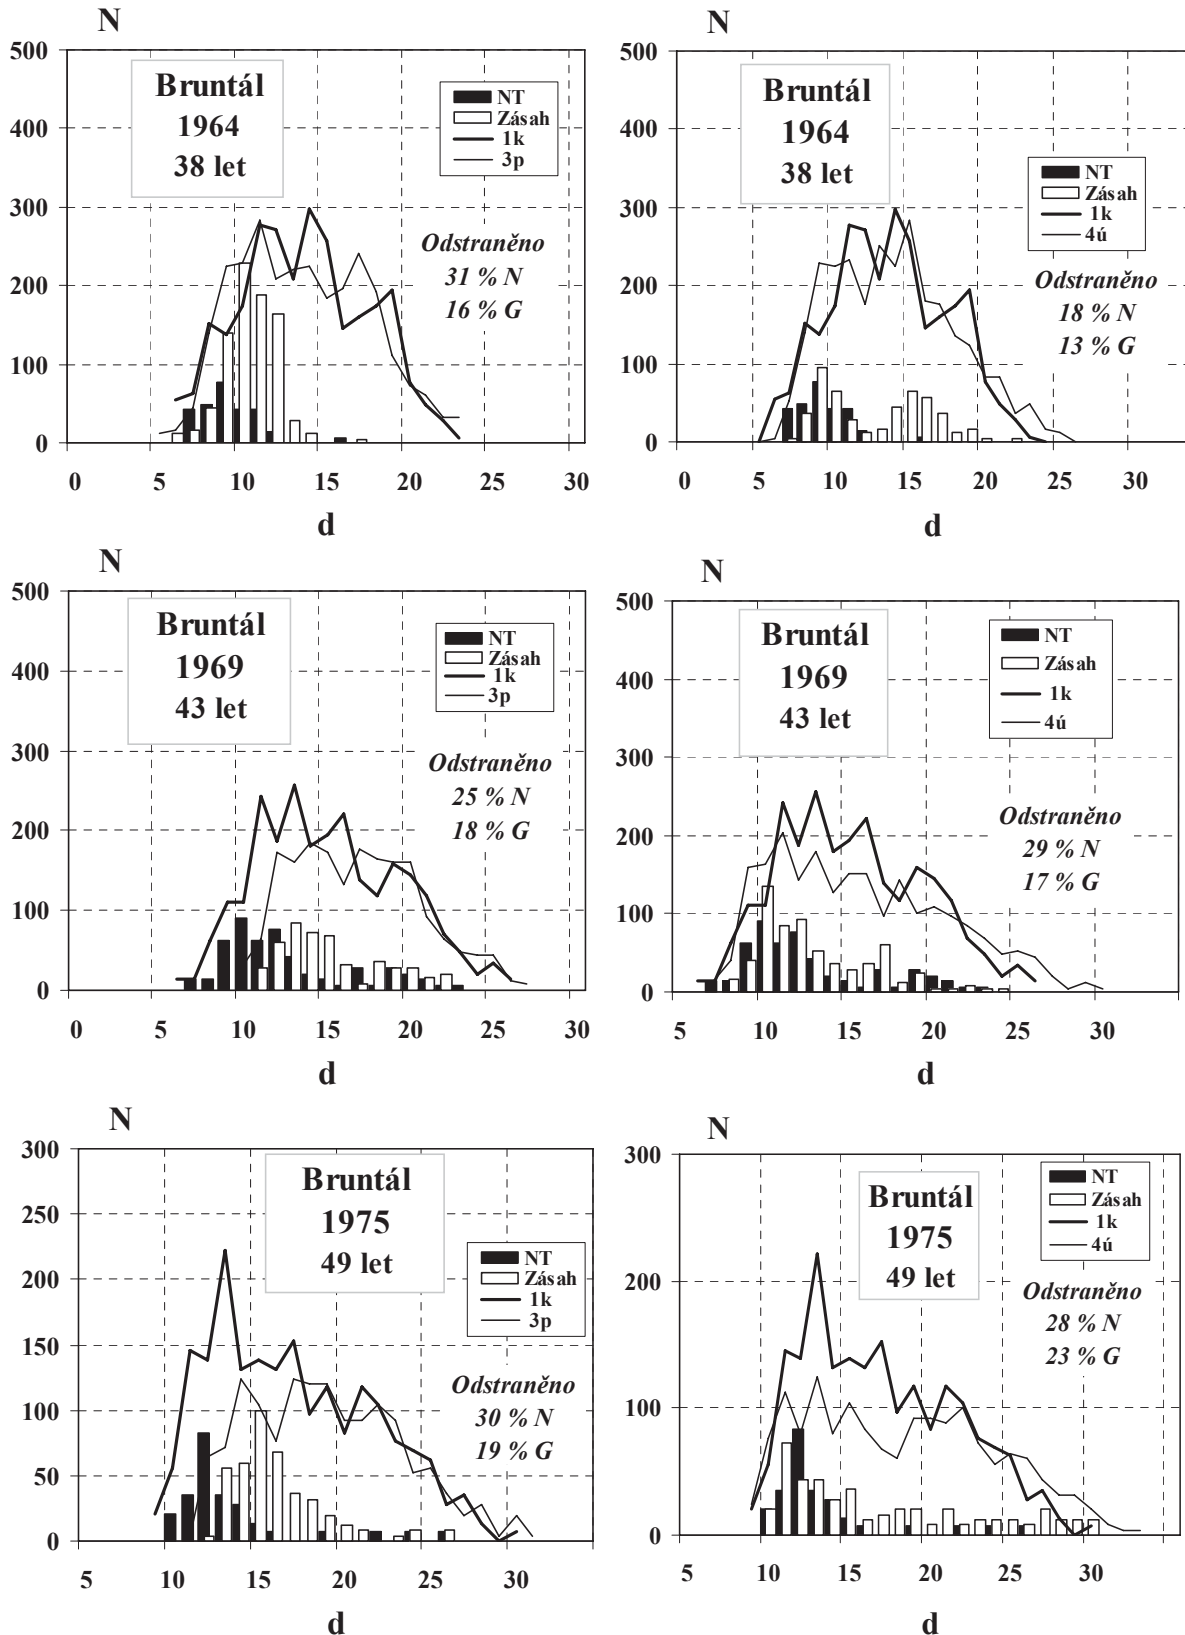 N
500
400
300
200
100
0
0 5 10 15 20 25 30
d
Bruntál
1964
38 let
NT
Zásah
1k
3p
Odstraněno
31 % N
16 % G
N
500
400
300
200
100
0
0 5 10 15 20 25 30
d
Bruntál
1964
38 let
NT
Zásah
1k
4ú
Odstraněno
18 % N
13 % G
N
500
400
300
200
100
0
0 5 10 15 20 25 30
d
Bruntál
1969
43 let
NT
Zásah
1k
3p
Odstraněno
25 % N
18 % G
N
500
400
300
200
100
0
5 10 15 20 25 30
d
Bruntál
1969
43 let
NT
Zásah
1k
4ú
Odstraněno
29 % N
17 % G
N
300
250
200
150
100
50
0
5 10 15 20 25 30
d
Bruntál
1975
49 let
NT
Zásah
1k
3p
Odstraněno
30 % N
19 % G
N
300
200
100
0
5 10 15 20 25 30
d
Bruntál
1975
49 let
NT
Zásah
1k
4ú
Odstraněno
28 % N
23 % G